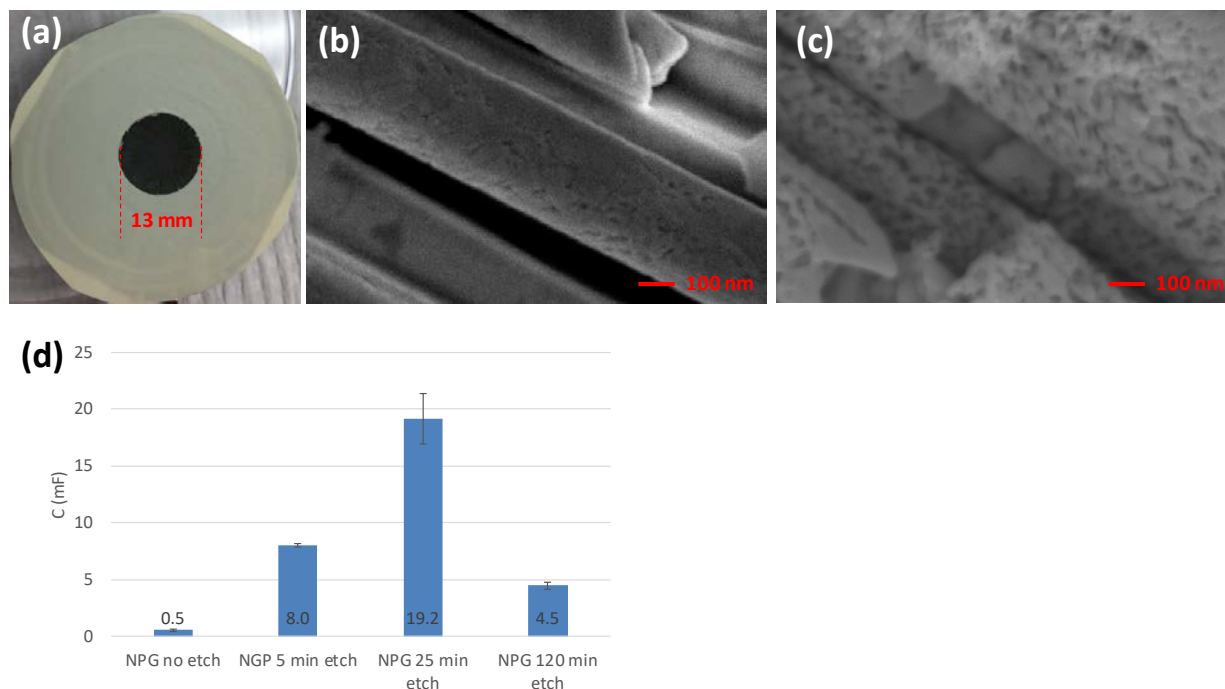 (a)
13 mm
(b)
100 nm
(c)
100 nm
(d)
25
20
15
10
5
0
C (mF)
0.5
8.0
19.2
4.5
NPG no etch
NGP 5 min etch
NPG 25 min
etch
NPG 120 min
etch